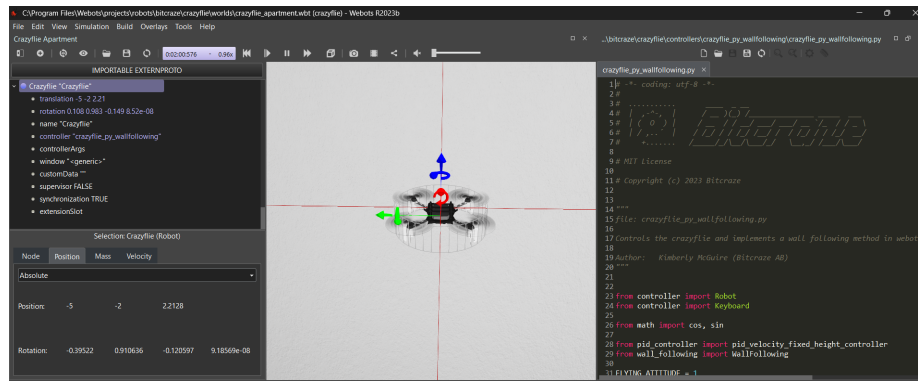 C:\Program Files\Webots\projects\robots\bitcraze\crazyflie\worlds\crazyflie_apartment.wbt (crazyflie) - Webots R2023b
File Edit View Simulation Build Overlays Tools Help
Crazyflie Apartment
0:02:00:576 - 0.96x
IMPORTABLE EXTERNPROTO
Crazyflie "Crazyflie"
translation -5 -2 2.21
rotation 0.108 0.983 -0.149 8.52e-08
name "Crazyflie"
controller "crazyflie_py_wallfollowing"
controllerArgs
window "<generic>"
customData ""
supervisor FALSE
synchronization TRUE
extensionSlot
Selection: Crazyflie (Robot)
Node Position Mass Velocity
Absolute
Position: -5 -2 2.2128
Rotation: -0.39522 0.910636 -0.120597 9.18569e-08
...\bitcraze\crazyflie\controllers\crazyflie_py_wallfollowing\crazyflie_py_wallfollowing.py
crazyflie_py_wallfollowing.py
1 # -*- coding: utf-8 -*-
2 #
3 #
4 #
5 #
6 #
7 #
8
9 # MIT License
10
11 # Copyright (c) 2023 Bitcraze
12
13
14 """
15 file: crazyflie_py_wallfollowing.py
16
17 Controls the crazyflie and implements a wall following method in webot
18
19 Author: Kimberly McGuire (Bitcraze AB)
20 """
21
22
23 from controller import Robot
24 from controller import Keyboard
25
26 from math import cos, sin
27
28 from pid_controller import pid_velocity_fixed_height_controller
29 from wall_following import WallFollowing
30
31 FLYING_ATTITUDE = 1